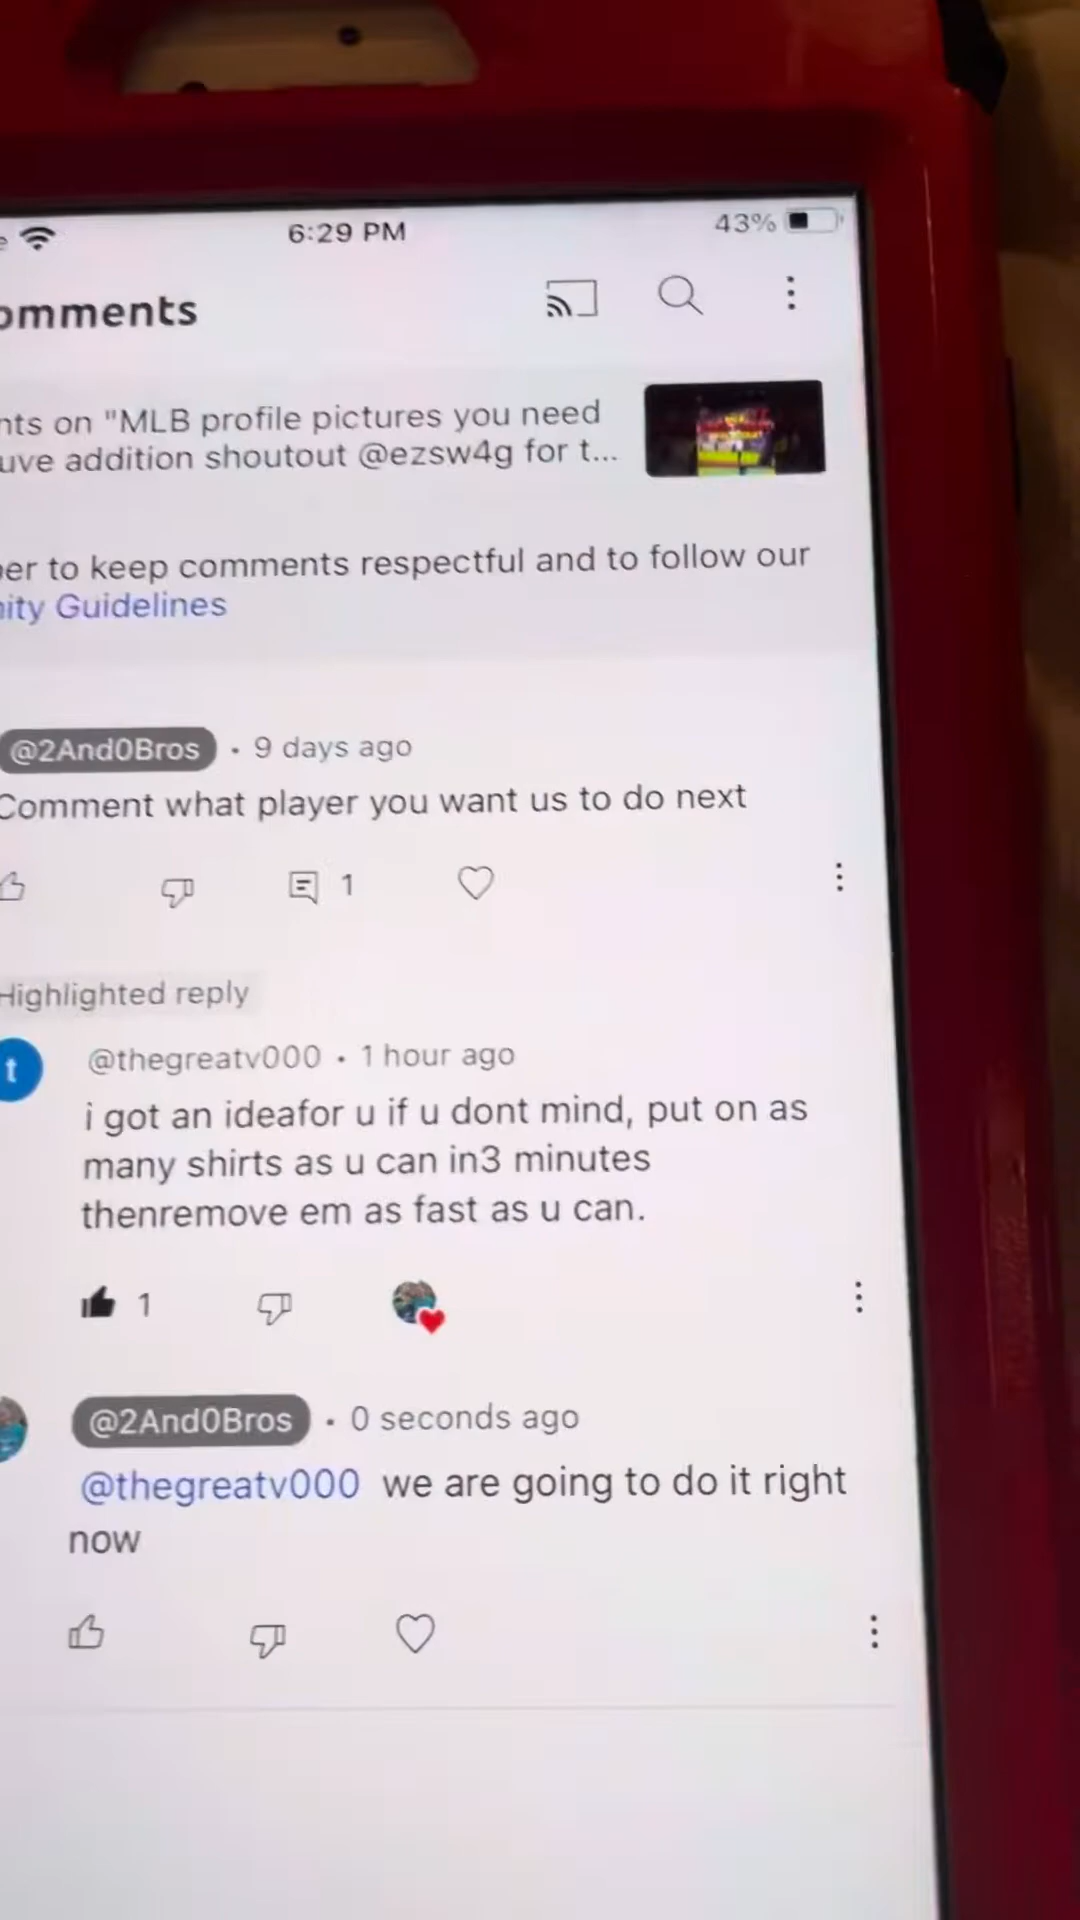 6:29 PM
43%
omments
nts on "MLB profile pictures you need
uve addition shoutout @ezsw4g for t...
er to keep comments respectful and to follow our
ity Guidelines
@2And0Bros • 9 days ago
Comment what player you want us to do next
1
Highlighted reply
t
@thegreatv000 • 1 hour ago
i got an ideafor u if u dont mind, put on as
many shirts as u can in3 minutes
thenremove em as fast as u can.
1
@2And0Bros • 0 seconds ago
@thegreatv000 we are going to do it right
now